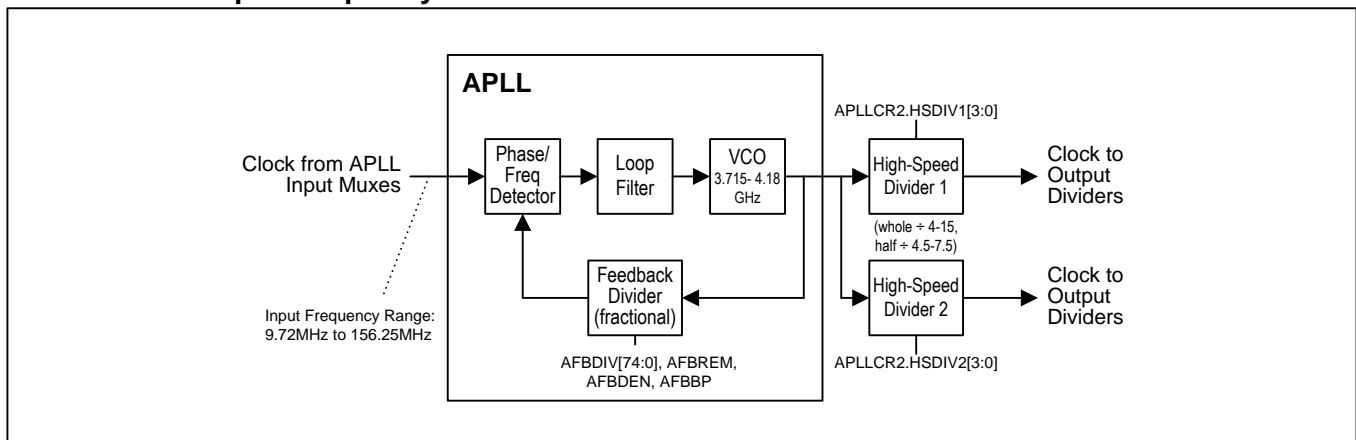 APLL
Clock from APLL
Input Muxes
Phase/
Freq
Detector
Loop
Filter
VCO
3.715- 4.18
GHz
Feedback
Divider
(fractional)
AFBDIV[74:0], AFBREM,
AFBDEN, AFBBP
Input Frequency Range:
9.72MHz to 156.25MHz
APLLCR2.HSDIV1[3:0]
High-Speed
Divider 1
(whole ÷ 4-15,
half ÷ 4.5-7.5)
High-Speed
Divider 2
APLLCR2.HSDIV2[3:0]
Clock to
Output
Dividers
Clock to
Output
Dividers